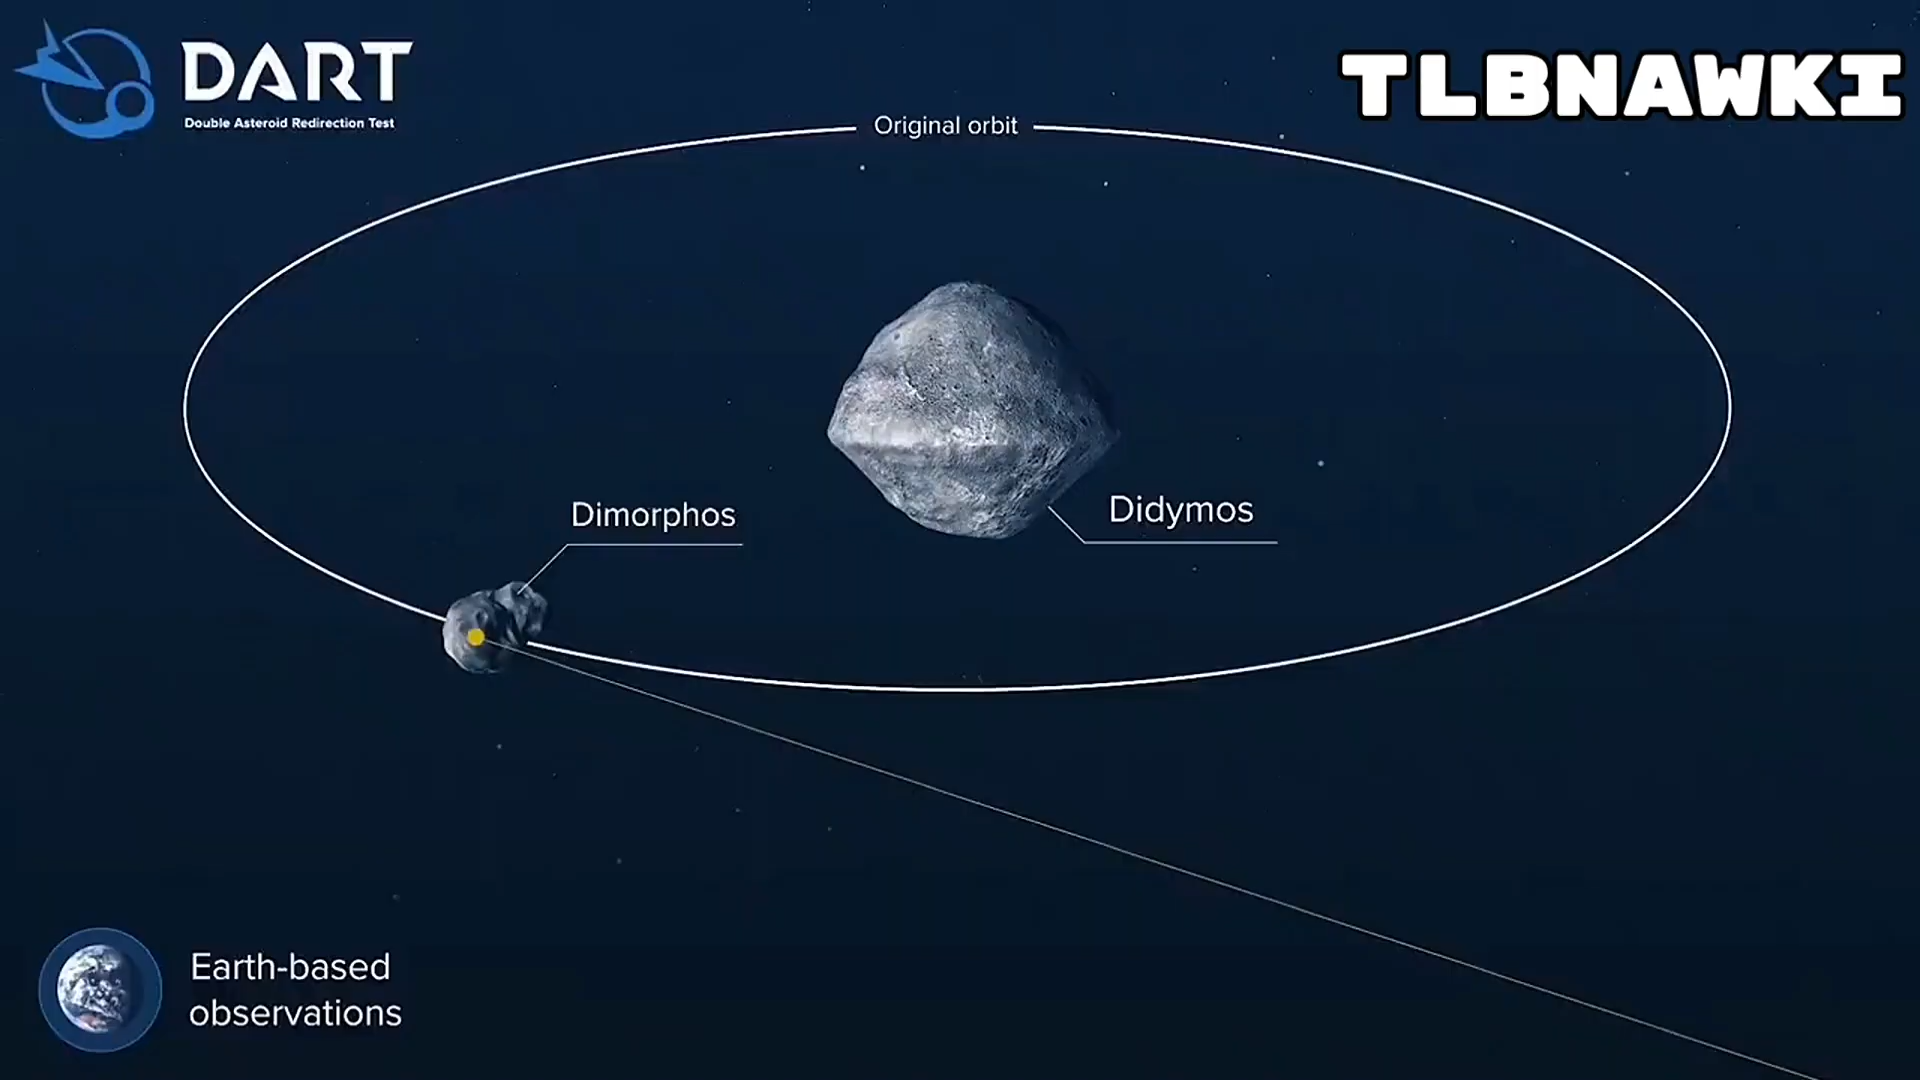 DART
Double Asteroid Redirection Test
TLBNAWKI
Original orbit
Dimorphos
Didymos
Earth-based
observations